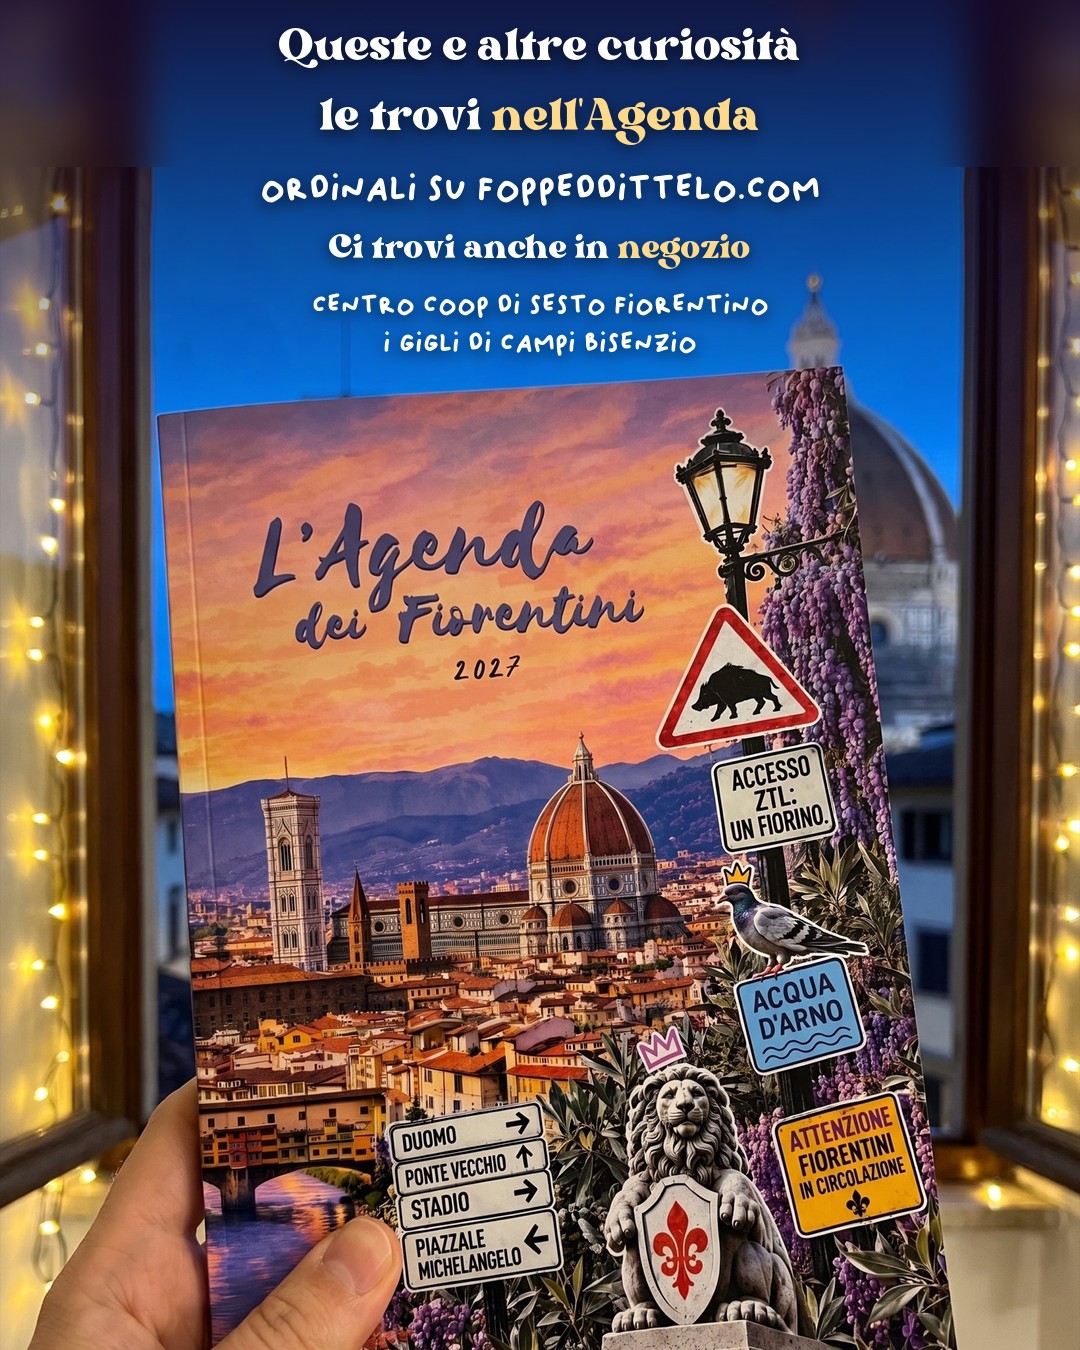 Queste e altre curiosità
le trovi nell'Agenda
ORDINALI SU FOPPEDDITTELO.COM
Ci trovi anche in negozio
CENTRO COOP DI SESTO FIORENTINO
I GIGLI DI CAMPI BISENZIO
L'Agenda
dei Fiorentini
2027
ACCESSO
ZTL:
UN FIORINO.
ACQUA
D'ARNO
ATTENZIONE
FIORENTINI
IN CIRCOLAZIONE
DUOMO
PONTE VECCHIO
STADIO
PIAZZALE
MICHELANGELO